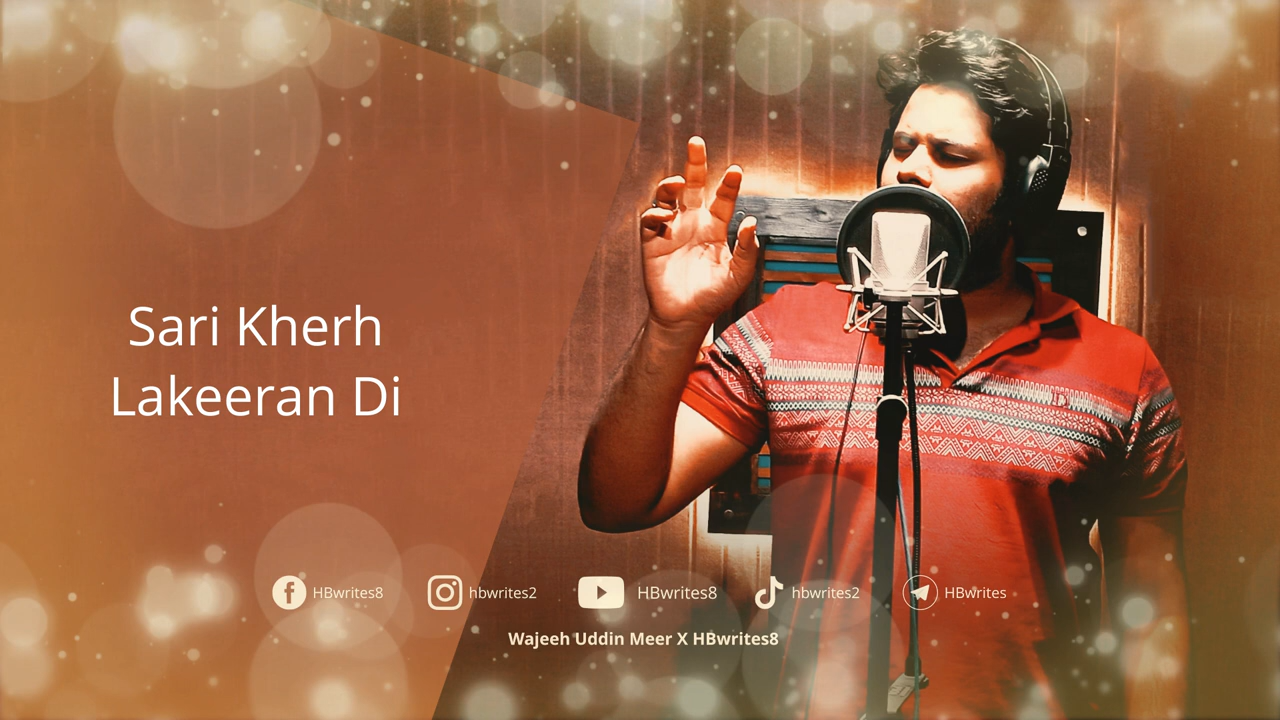 Sari Kherh
Lakeeran Di
HBwrites8 hbwrites2 HBwrites8 hbwrites2 HBwrites
Wajeeh Uddin Meer X HBwrites8